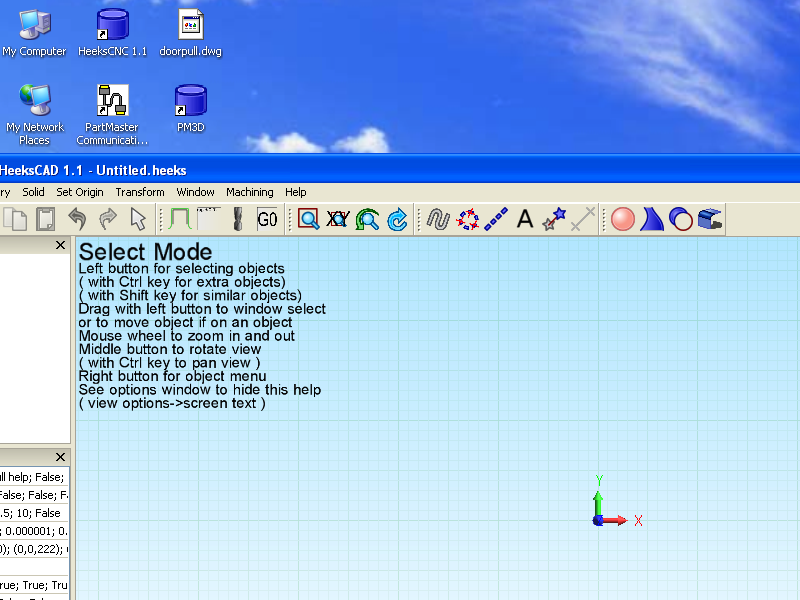 My Computer
HeeksCNC 1.1
doorpull.dwg
My Network
Places
PartMaster
Communicati...
PM3D
HeeksCAD 1.1 - Untitled.heeks
ry Solid Set Origin Transform Window Machining Help
G0
XY
A
Select Mode
Left button for selecting objects
( with Ctrl key for extra objects)
( with Shift key for similar objects)
Drag with left button to window select
or to move object if on an object
Mouse wheel to zoom in and out
Middle button to rotate view
( with Ctrl key to pan view )
Right button for object menu
See options window to hide this help
( view options->screen text )
ull help; False;
False; False; Fa
.5; 10; False
; 0.000001; 0.
0); (0,0,222);
rue; True; Tru
Y
X